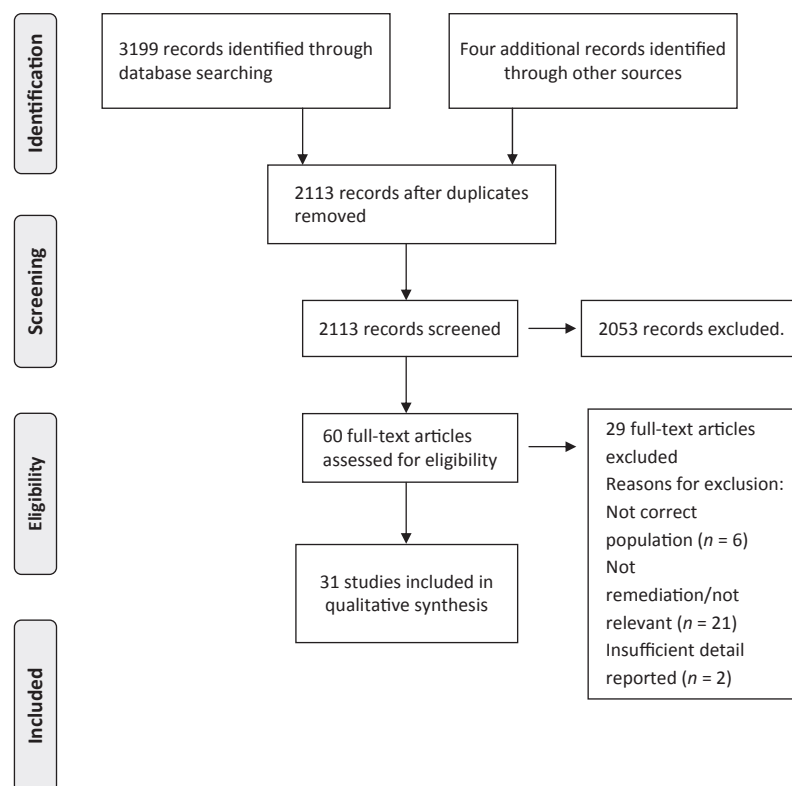 Identification
3199 records identified through
database searching
Four additional records identified
through other sources
2113 records after duplicates
removed
Screening
2113 records screened
2053 records excluded.
Eligibility
60 full-text articles
assessed for eligibility
29 full-text articles
excluded
Reasons for exclusion:
Not correct
population (n = 6)
Not
remediation/not
relevant (n = 21)
Insufficient detail
reported (n = 2)
31 studies included in
qualitative synthesis
Included